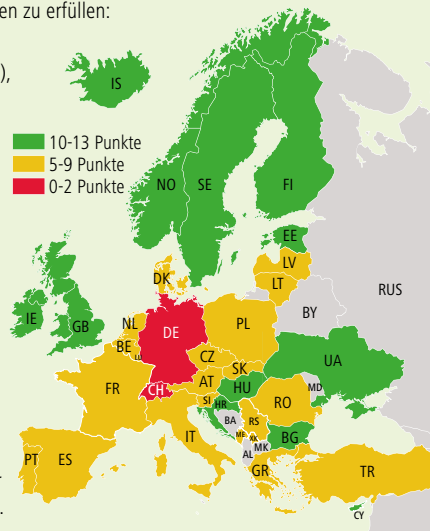 en zu erfüllen:
),
IS
10-13 Punkte
5-9 Punkte
0-2 Punkte
NO
SE
FI
EE
LV
LT
DK
RUS
BY
IE
GB
NL
BE
DE
PL
CZ
SK
UA
MD
FR
CH
AT
HU
SI
HR
RO
BA
RS
ME
IT
BG
AL
MK
GR
PT
ES
TR
CY
.